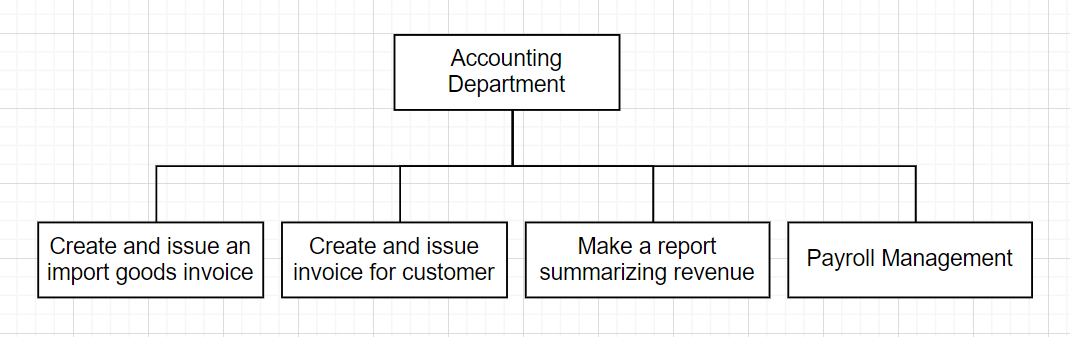 Accounting
Department
Create and issue an
import goods invoice
Create and issue
invoice for customer
Make a report
summarizing revenue
Payroll Management